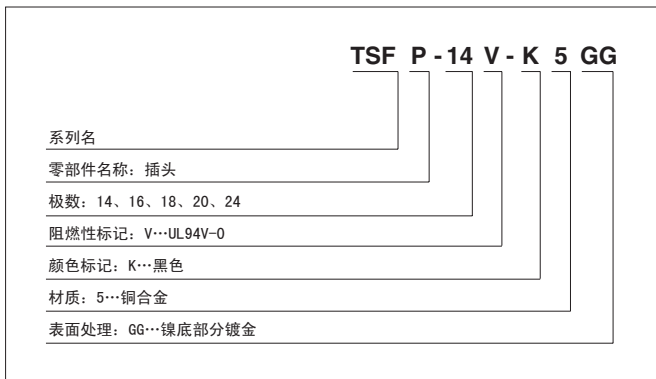 TSF P - 14 V - K 5 GG
系列名
零部件名称: 插头
极数: 14、16、18、20、24
阻燃性标记: V…UL94V-0
颜色标记: K…黑色
材质: 5…铜合金
表面处理: GG…镍底部分镀金